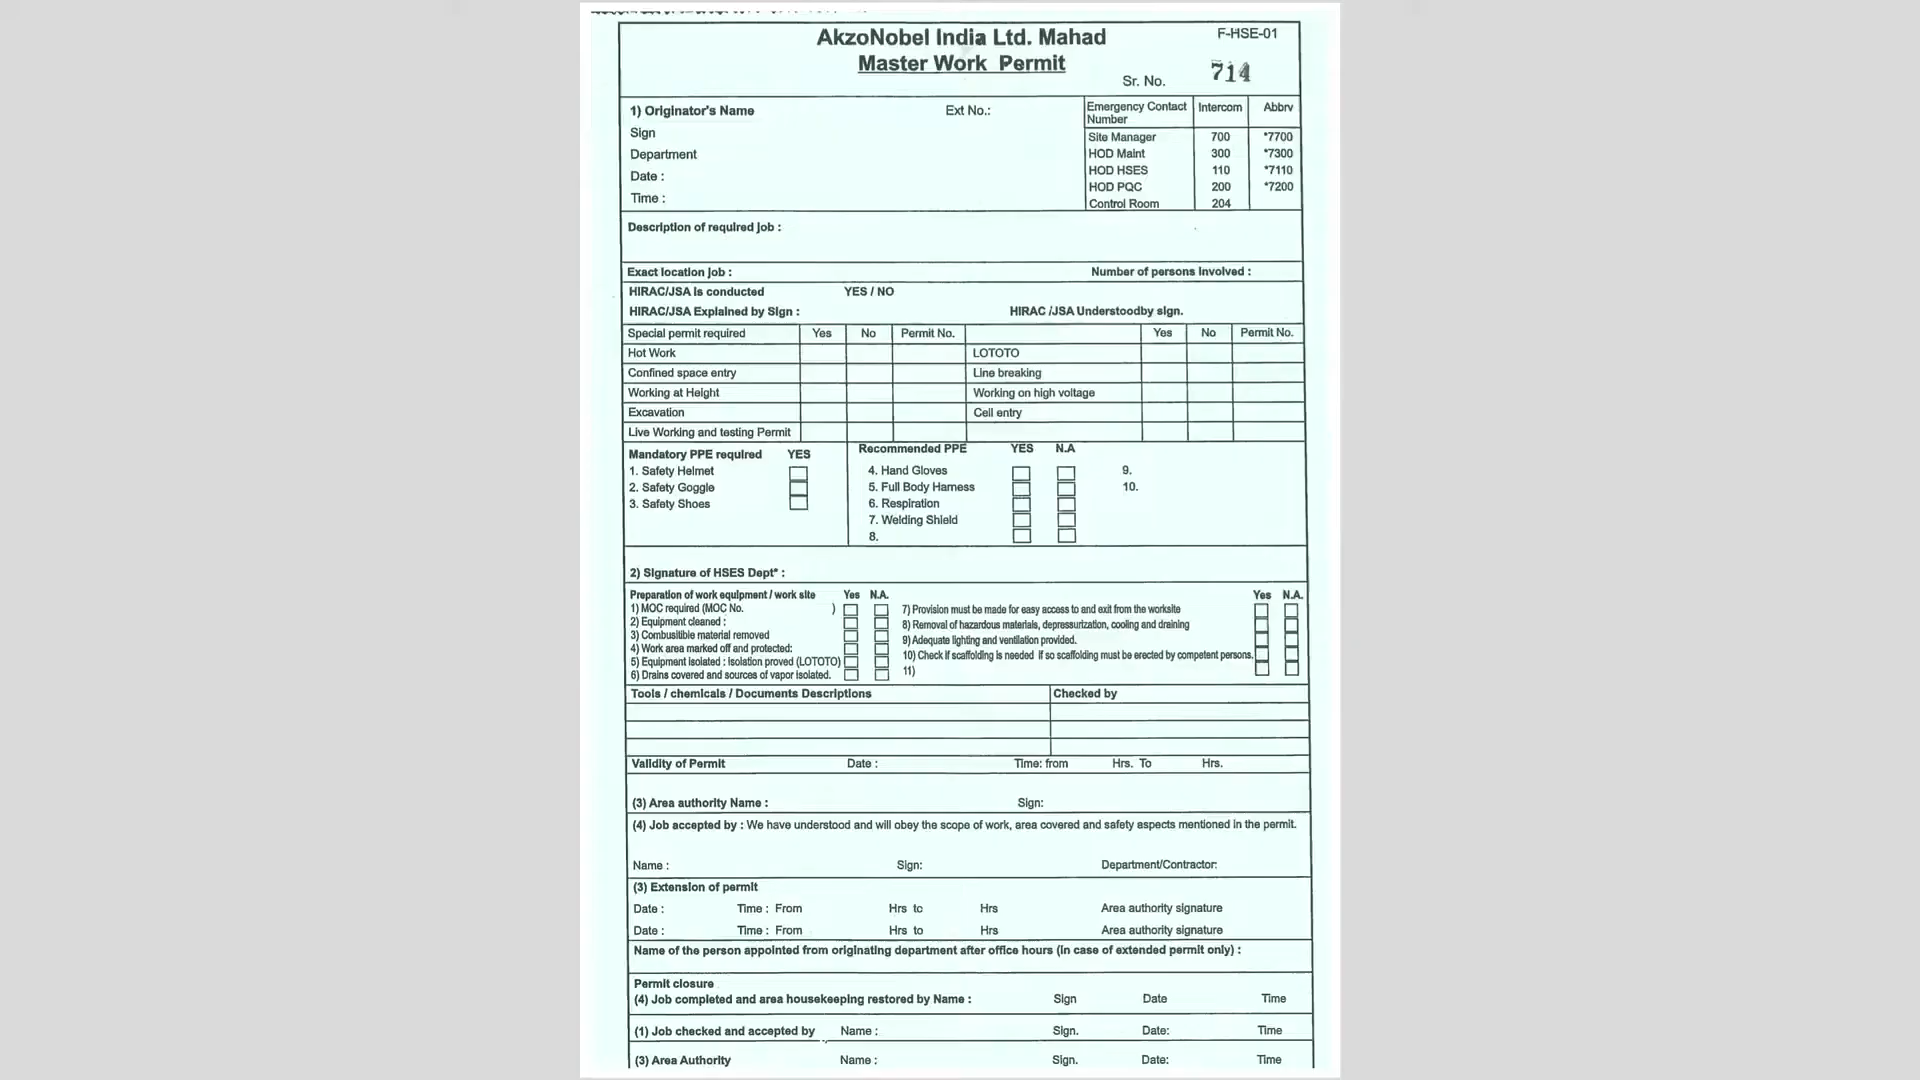 AkzoNobel India Ltd. Mahad
F-HSE-01
Master Work Permit
Sr. No. 714
1) Originator's Name Ext No.:
Sign
Department
Date :
Time :
Emergency Contact Number Intercom Abbrv
Site Manager 700 *7700
HOD Maint 300 *7300
HOD HSES 110 *7110
HOD PQC 200 *7200
Control Room 204
Description of required job :
Exact location job : Number of persons involved :
HIRAC/JSA is conducted YES / NO
HIRAC/JSA Explained by Sign : HIRAC /JSA Understoodby sign.
Special permit required Yes No Permit No. Yes No Permit No.
Hot Work LOTOTO
Confined space entry Line breaking
Working at Height Working on high voltage
Excavation Cell entry
Live Working and testing Permit
Mandatory PPE required YES
1. Safety Helmet
2. Safety Goggle
3. Safety Shoes
Recommended PPE YES N.A
4. Hand Gloves 9.
5. Full Body Harness 10.
6. Respiration
7. Welding Shield
8.
2) Signature of HSES Dept* :
Preparation of work equipment / work site Yes N.A. Yes N.A.
1) MOC required (MOC No. )
2) Equipment cleaned :
3) Combusitible material removed
4) Work area marked off and protected:
5) Equipment isolated : isolation proved (LOTOTO)
6) Drains covered and sources of vapor isolated.
7) Provision must be made for easy access to and exit from the worksite
8) Removal of hazardous materials, depressurization, cooling and draining
9) Adequate lighting and ventilation provided.
10) Check if scaffolding is needed if so scaffolding must be erected by competent persons.
11)
Tools / chemicals / Documents Descriptions Checked by
Validity of Permit Date : Time: from Hrs. To Hrs.
(3) Area authority Name : Sign:
(4) Job accepted by : We have understood and will obey the scope of work, area covered and safety aspects mentioned in the permit.
Name : Sign: Department/Contractor:
(3) Extension of permit
Date : Time : From Hrs to Hrs Area authority signature
Date : Time : From Hrs to Hrs Area authority signature
Name of the person appointed from originating department after office hours (in case of extended permit only) :
Permit closure
(4) Job completed and area housekeeping restored by Name : Sign Date Time
(1) Job checked and accepted by Name : Sign. Date: Time
(3) Area Authority Name : Sign. Date: Time